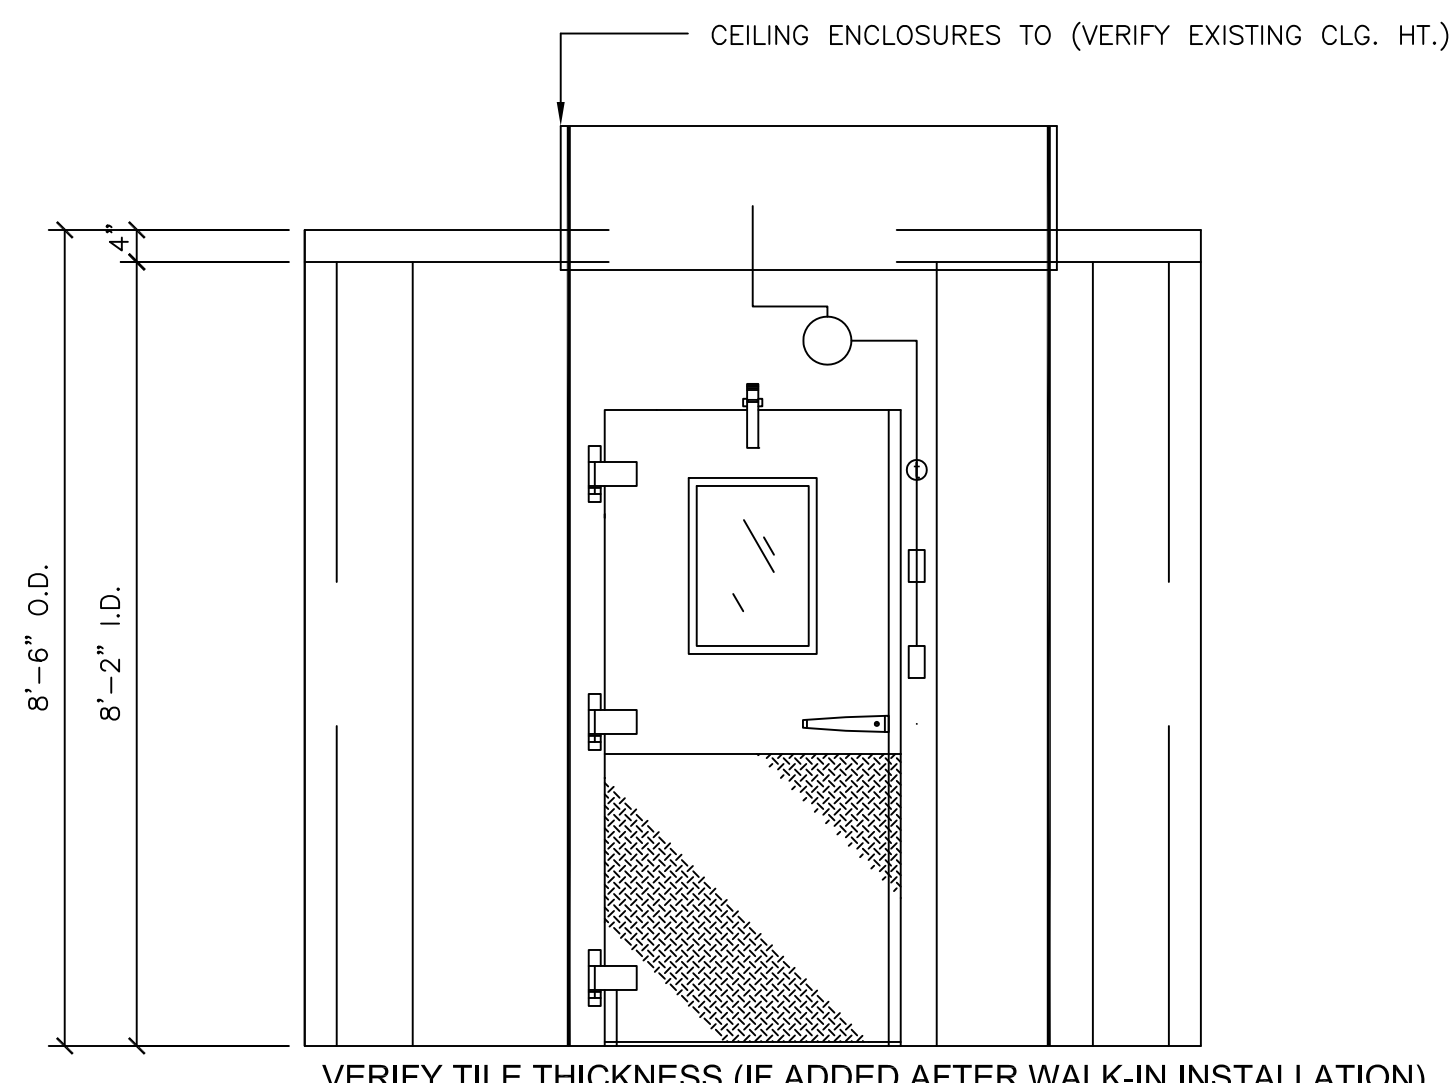 CEILING ENCLOSURES TO (VERIFY EXISTING CLG. HT.)
4"
8'-6" O.D.
8'-2" I.D.
t
VERIFY TILE THICKNESS (IF ADDED AFTER WALK-IN INSTALLATION)